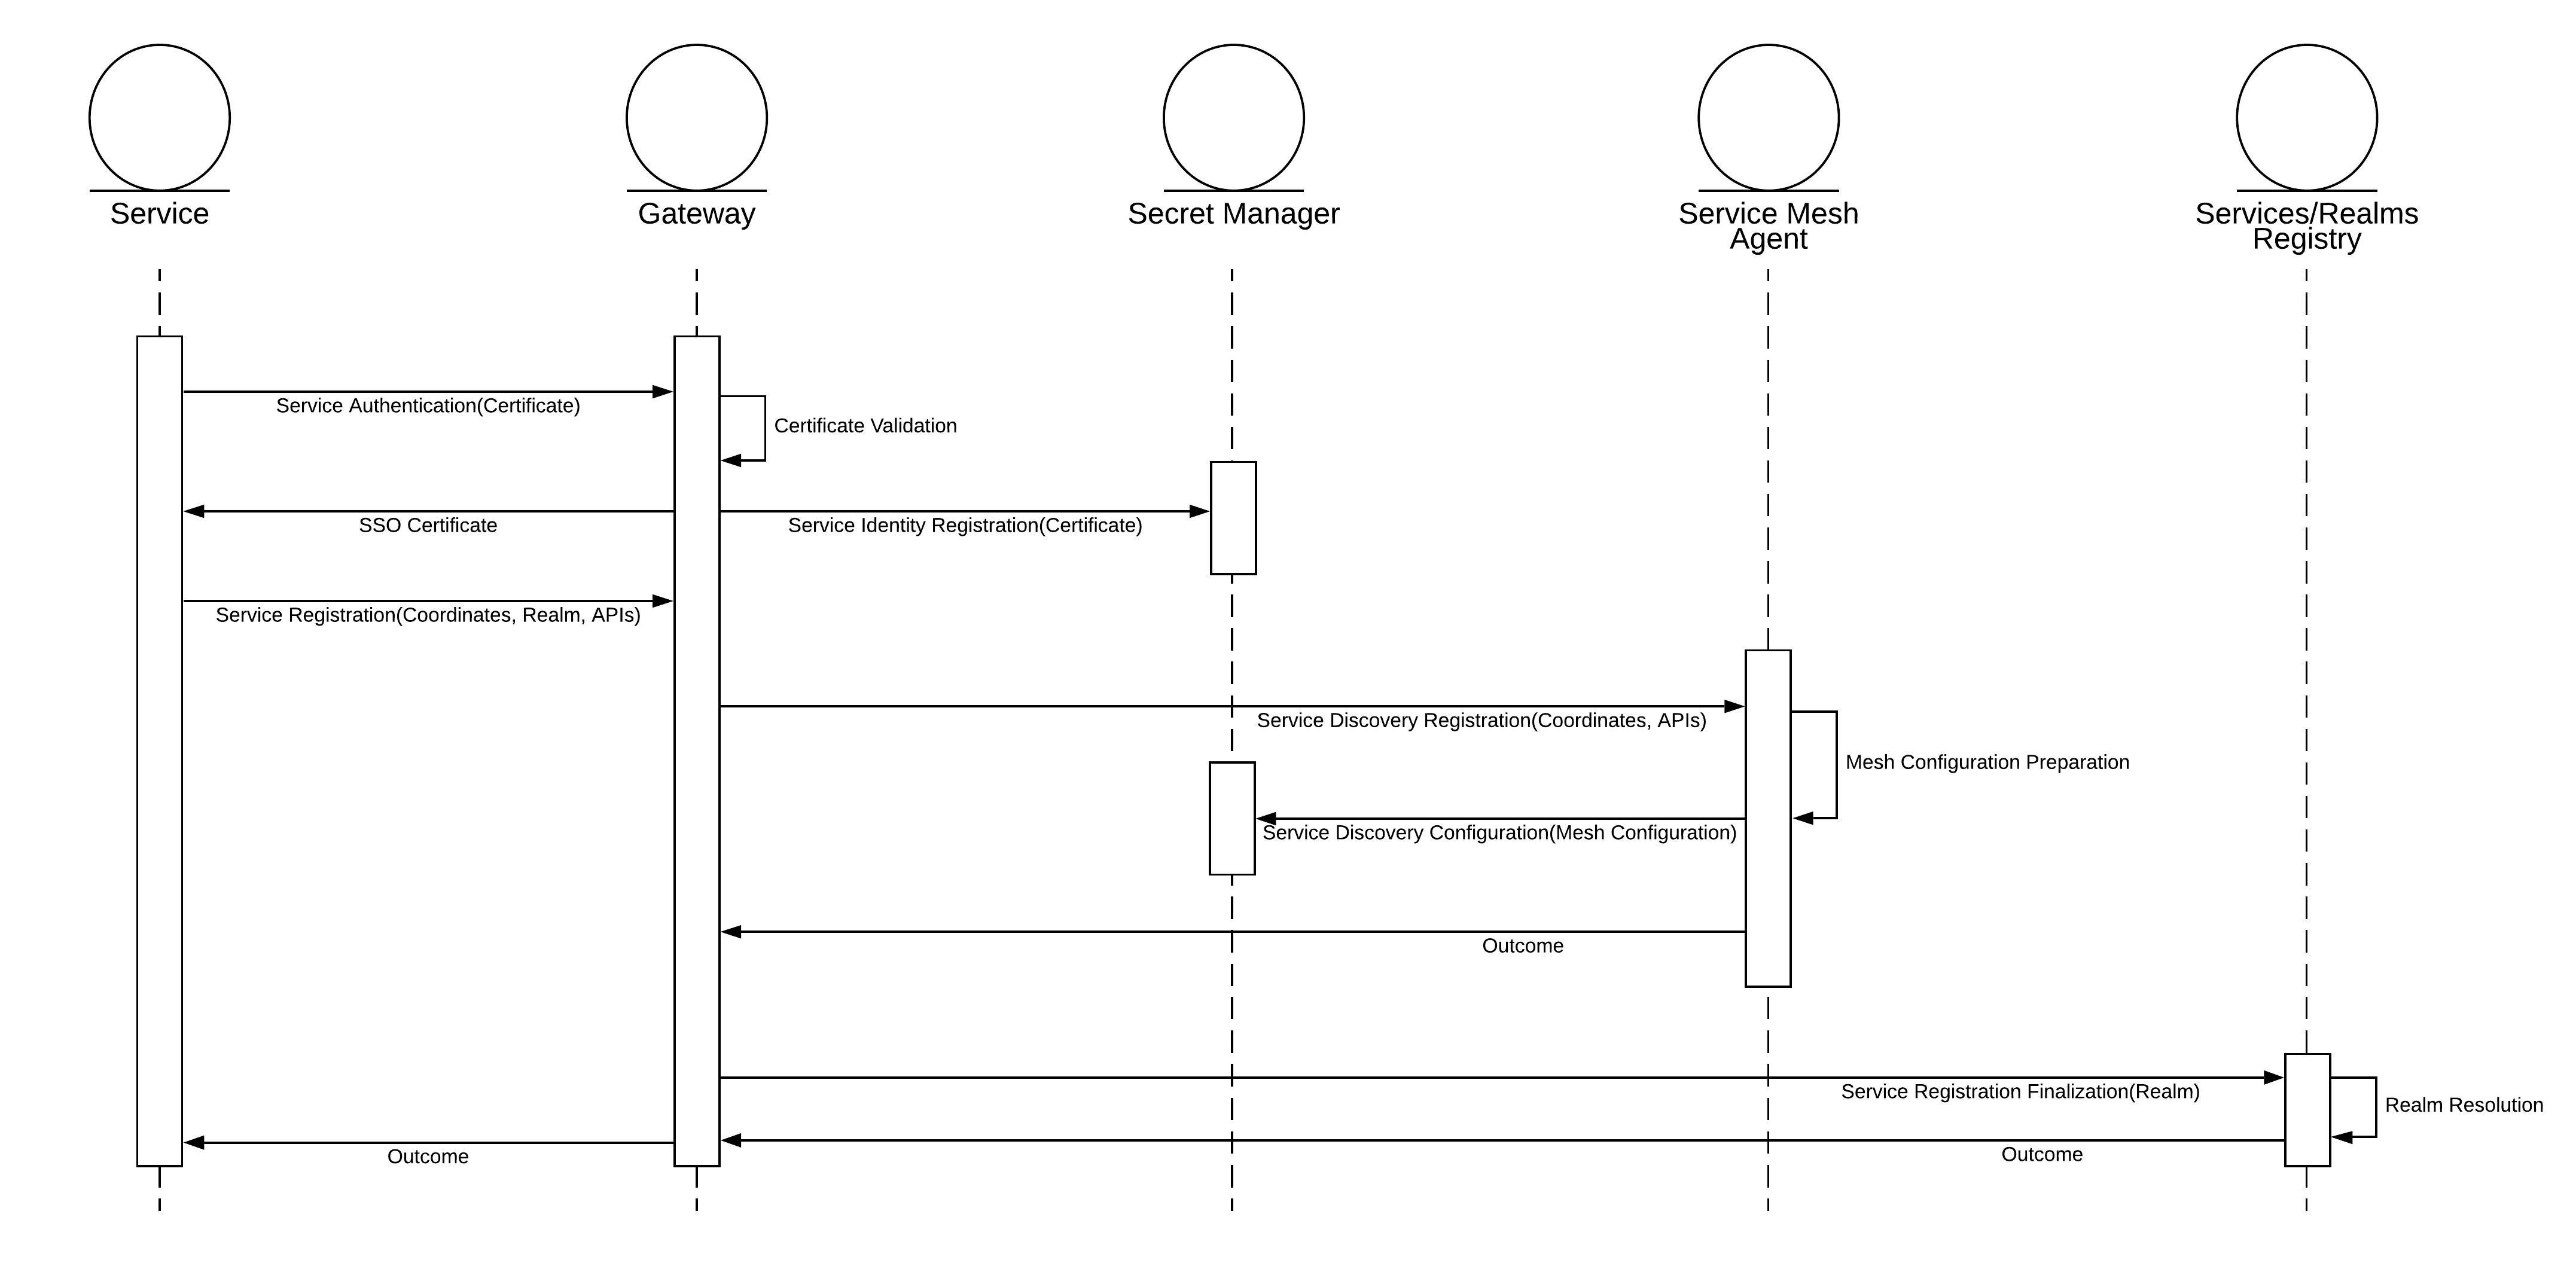 Service
Gateway
Secret Manager
Service Mesh
Agent
Services/Realms
Registry
Service Authentication(Certificate)
Certificate Validation
SSO Certificate
Service Identity Registration(Certificate)
Service Registration(Coordinates, Realm, APIs)
Service Discovery Registration(Coordinates, APIs)
Mesh Configuration Preparation
Service Discovery Configuration(Mesh Configuration)
Outcome
Service Registration Finalization(Realm)
Realm Resolution
Outcome
Outcome